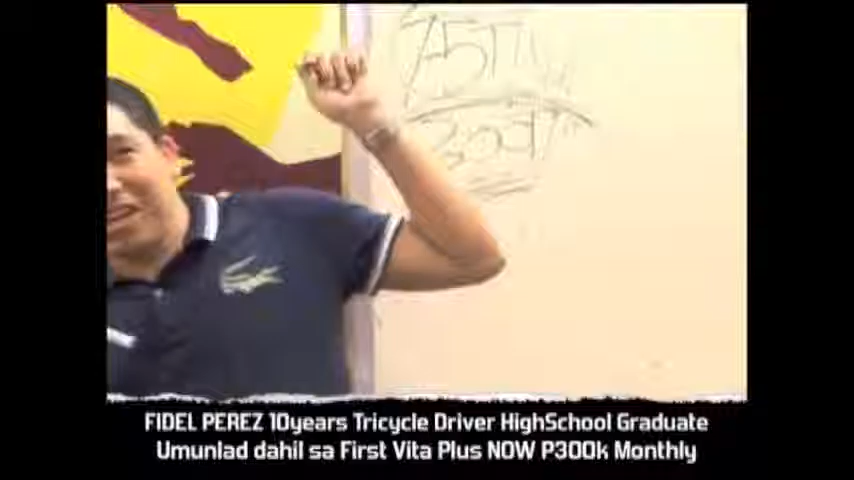 FIDEL PEREZ 10years Tricycle Driver HighSchool Graduate
Umunlad dahil sa First Vita Plus NOW P300k Monthly